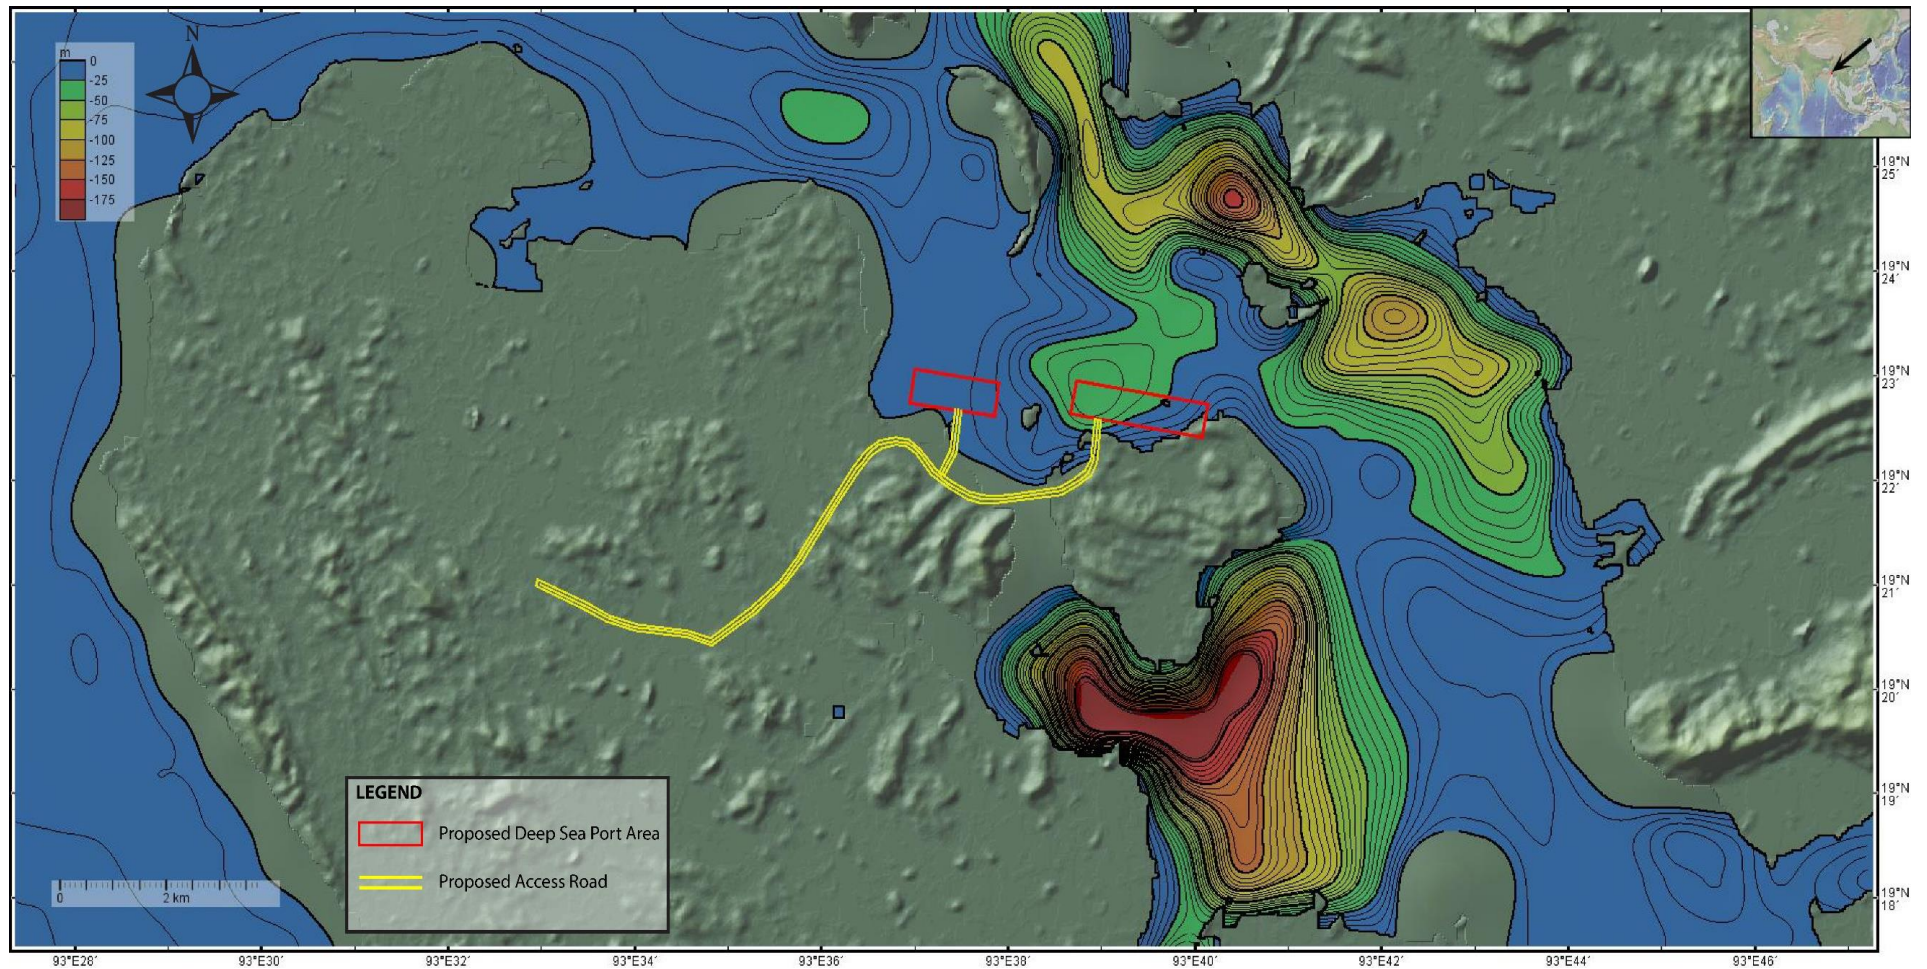 N
m
0
-25
-50
-75
-100
-125
-150
-175
19°N
25´
19°N
24´
19°N
23´
19°N
22´
19°N
21´
19°N
20´
19°N
19´
19°N
18´
LEGEND
Proposed Deep Sea Port Area
Proposed Access Road
0 2 km
93°E28´ 93°E30´ 93°E32´ 93°E34´ 93°E36´ 93°E38´ 93°E40´ 93°E42´ 93°E44´ 93°E46´